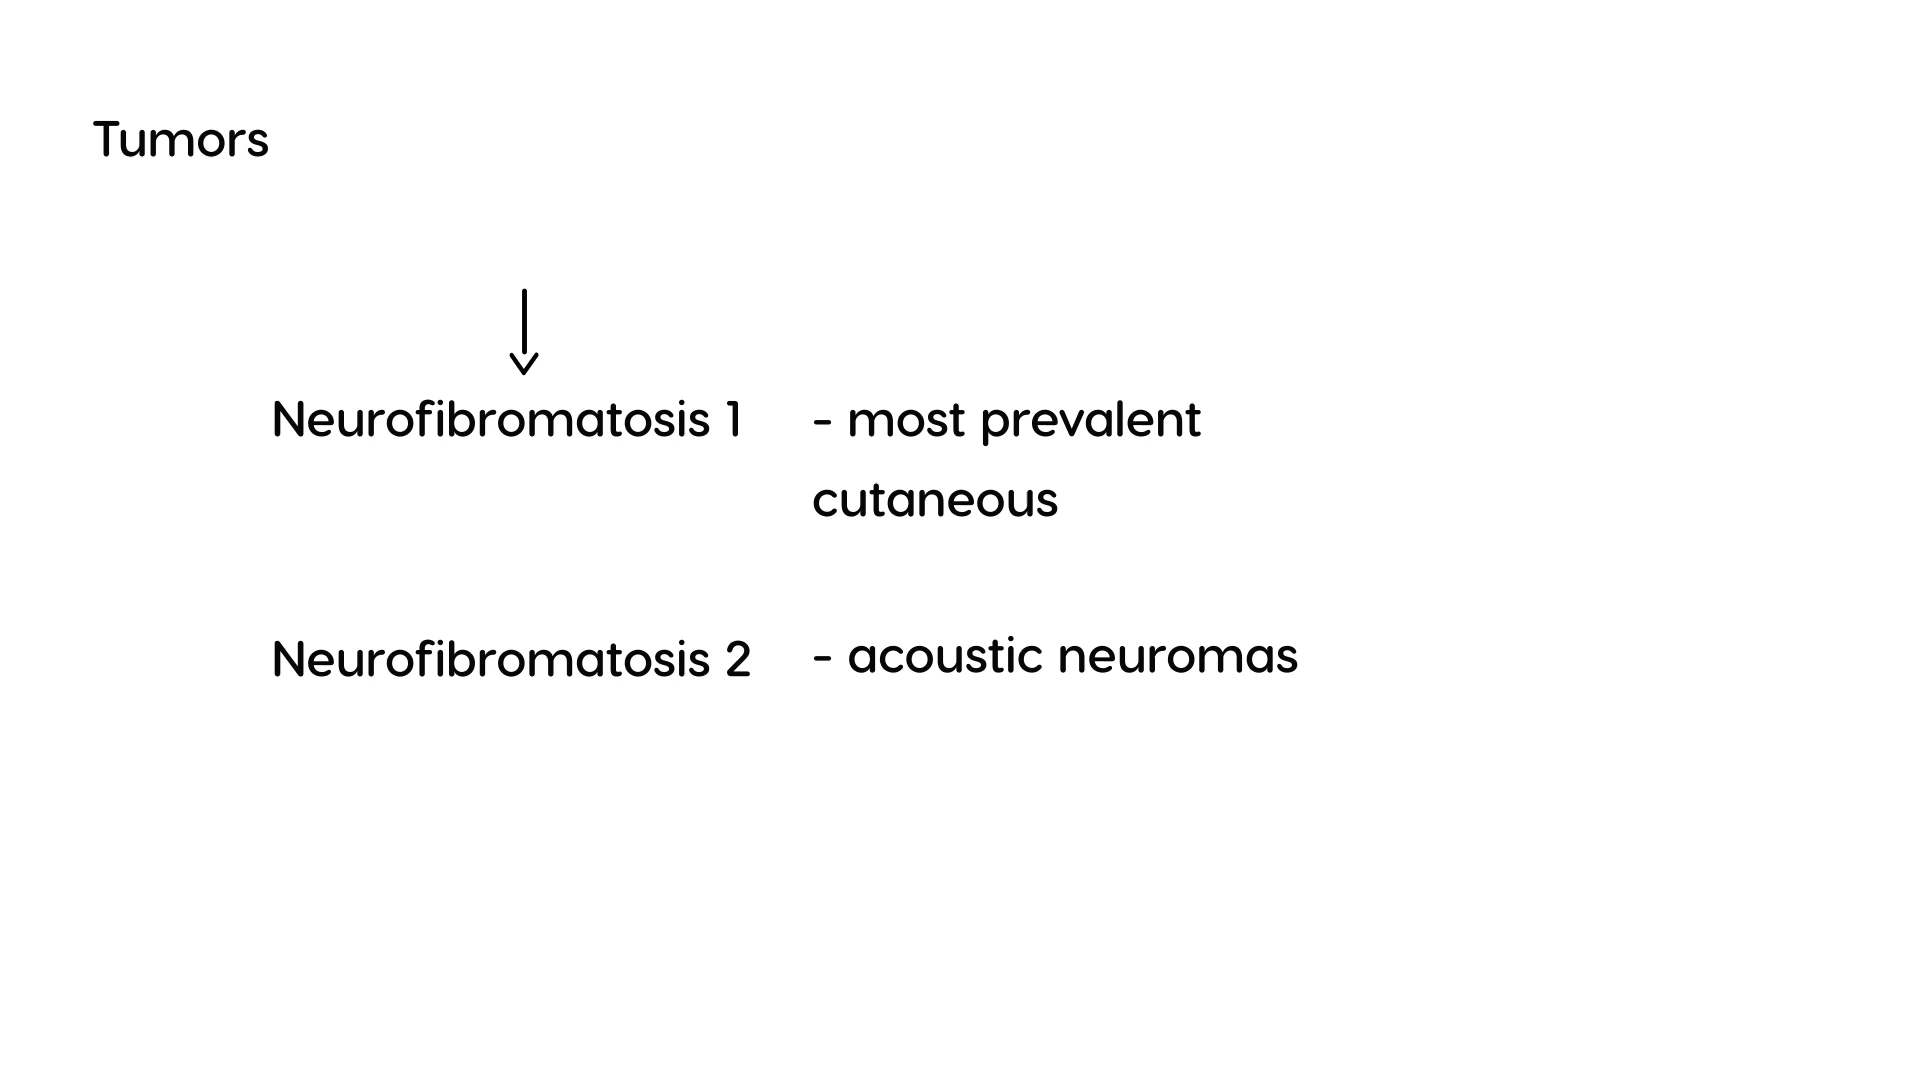 Tumors
Neurofibromatosis 1 - most prevalent
cutaneous
Neurofibromatosis 2 - acoustic neuromas